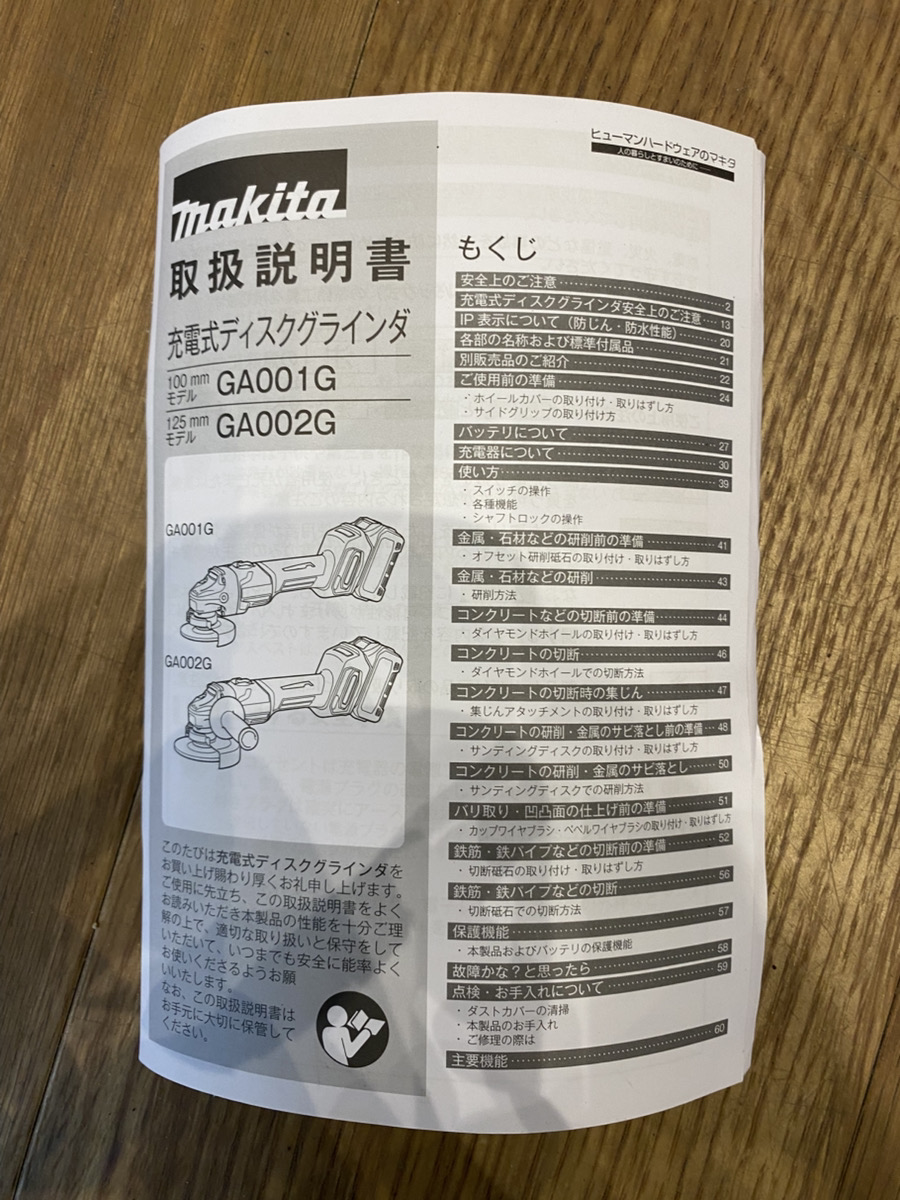 makita
取扱説明書
充電式ディスクグラインダ
100 mm モデル GA001G
125 mm モデル GA002G
GA001G
GA002G
このたびは充電式ディスクグラインダを
お買い上げ賜わり厚くお礼申し上げます。
ご使用に先立ち、この取扱説明書をよく
お読みいただき本製品の性能を十分ご理
解の上で、適切な取り扱いと保守をして
いただいて、いつまでも安全に能率よく
お使いくださるようお願
いいたします。
なお、この取扱説明書は
お手元に大切に保管して
ください。
ヒューマンハードウェアのマキタ
人の暮らしとすまいのために
もくじ
安全上のご注意 2
充電式ディスクグラインダ安全上のご注意 13
IP 表示について（防じん・防水性能） 20
各部の名称および標準付属品 21
別販売品のご紹介 22
ご使用前の準備 24
・ホイールカバーの取り付け・取りはずし方
・サイドグリップの取り付け方
バッテリについて 27
充電器について 30
使い方 39
・スイッチの操作
・各種機能
・シャフトロックの操作
金属・石材などの研削前の準備 41
・オフセット研削砥石の取り付け・取りはずし方
金属・石材などの研削 43
・研削方法
コンクリートなどの切断前の準備 44
・ダイヤモンドホイールの取り付け・取りはずし方
コンクリートの切断 46
・ダイヤモンドホイールでの切断方法
コンクリートの切断時の集じん 47
・集じんアタッチメントの取り付け・取りはずし方
コンクリートの研削・金属のサビ落とし前の準備 48
・サンディングディスクの取り付け・取りはずし方
コンクリートの研削・金属のサビ落とし 50
・サンディングディスクでの研削方法
バリ取り・凹凸面の仕上げ前の準備 51
・カップワイヤブラシ・ベベルワイヤブラシの取り付け・取りはずし方
鉄筋・鉄パイプなどの切断前の準備 52
・切断砥石の取り付け・取りはずし方
鉄筋・鉄パイプなどの切断 56
・切断砥石での切断方法
保護機能 57
・本製品およびバッテリの保護機能
故障かな？と思ったら 58
点検・お手入れについて 59
・ダストカバーの清掃
・本製品のお手入れ
・ご修理の際は
主要機能 60